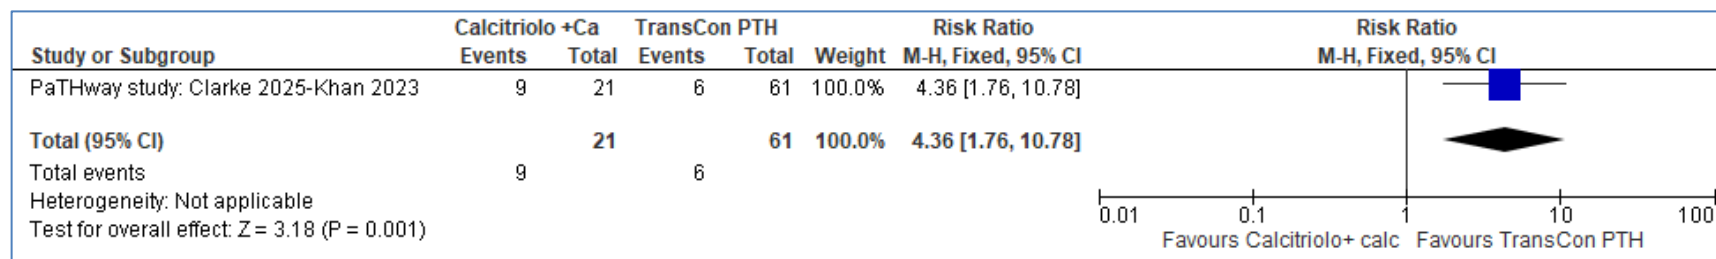 Calcitriolo +Ca TransCon PTH Risk Ratio Risk Ratio
Study or Subgroup Events Total Events Total Weight M-H, Fixed, 95% CI M-H, Fixed, 95% CI
PaTHway study: Clarke 2025-Khan 2023 9 21 6 61 100.0% 4.36 [1.76, 10.78]
Total (95% CI) 21 61 100.0% 4.36 [1.76, 10.78]
Total events 9 6
Heterogeneity: Not applicable
Test for overall effect: Z = 3.18 (P = 0.001)
0.01 0.1 1 10 100
Favours Calcitriolo+ calc Favours TransCon PTH